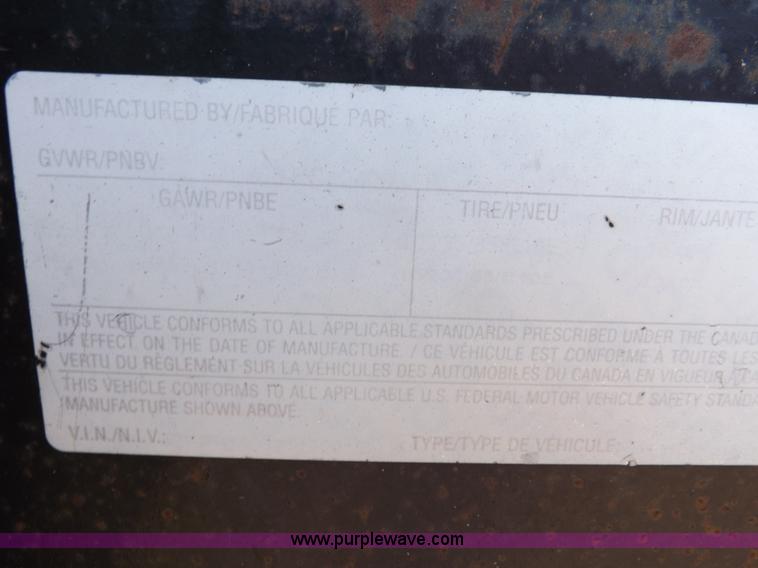 MANUFACTURED BY/FABRIQUE PAR:
GVWR/PNBV:
GAWR/PNBE TIRE/PNEU RIM/JANTE
THIS VEHICLE CONFORMS TO ALL APPLICABLE STANDARDS PRESCRIBED UNDER THE CANAD
IN EFFECT ON THE DATE OF MANUFACTURE. / CE VÉHICULE EST CONFORME À TOUTES LES
VERTU DU RÈGLEMENT SUR LA VÉHICULES DES AUTOMOBILES DU CANADA EN VIGUEUR
THIS VEHICLE CONFORMS TO ALL APPLICABLE U.S. FEDERAL MOTOR VEHICLE SAFETY STANDA
MANUFACTURE SHOWN ABOVE.
V.I.N./N.I.V.: TYPE/TYPE DE VÉHICULE:
www.purplewave.com